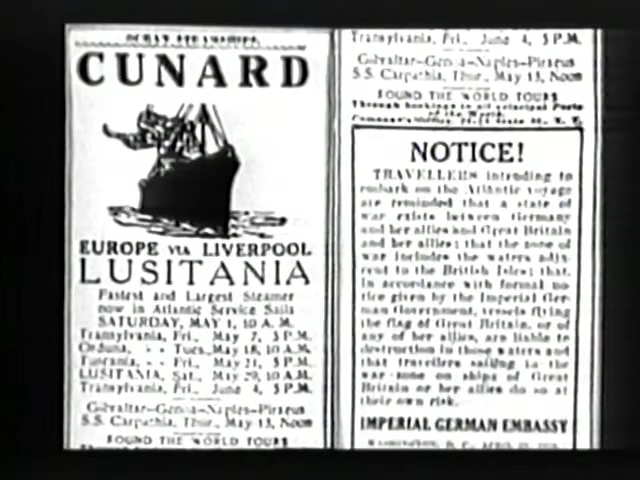 OCEAN STEAMSHIPS.
CUNARD
EUROPE VIA LIVERPOOL
LUSITANIA
Fastest and Largest Steamer
now in Atlantic Service Sails
SATURDAY, MAY 1, 10 A.M.
Transylvania, Fri., May 7, 5 P.M.
Orduna, - - Tues., May 18, 10 A.M.
Tuscania, - - Fri., May 21, 5 P.M.
LUSITANIA, Sat., May 29, 10 A.M.
Transylvania, Fri., June 4, 5 P.M.
Gibraltar–Genoa–Naples–Piraeus
S.S. Carpathia, Thur., May 13, Noon
ROUND THE WORLD TOURS
Transylvania, Fri., June 4, 5 P.M.
Gibraltar–Genoa–Naples–Piraeus
S.S. Carpathia, Thur., May 13, Noon
ROUND THE WORLD TOURS
Through bookings to all principal Ports
of the World.
Company's Office, State St., N. Y.
NOTICE!
TRAVELLERS intending to
embark on the Atlantic voyage
are reminded that a state of
war exists between Germany
and her allies and Great Britain
and her allies; that the zone of
war includes the waters adja-
cent to the British Isles; that,
in accordance with formal no-
tice given by the Imperial Ger-
man Government, vessels flying
the flag of Great Britain, or of
any of her allies, are liable to
destruction in those waters and
that travellers sailing in the
war zone on ships of Great
Britain or her allies do so at
their own risk.
IMPERIAL GERMAN EMBASSY
WASHINGTON, D. C., APRIL